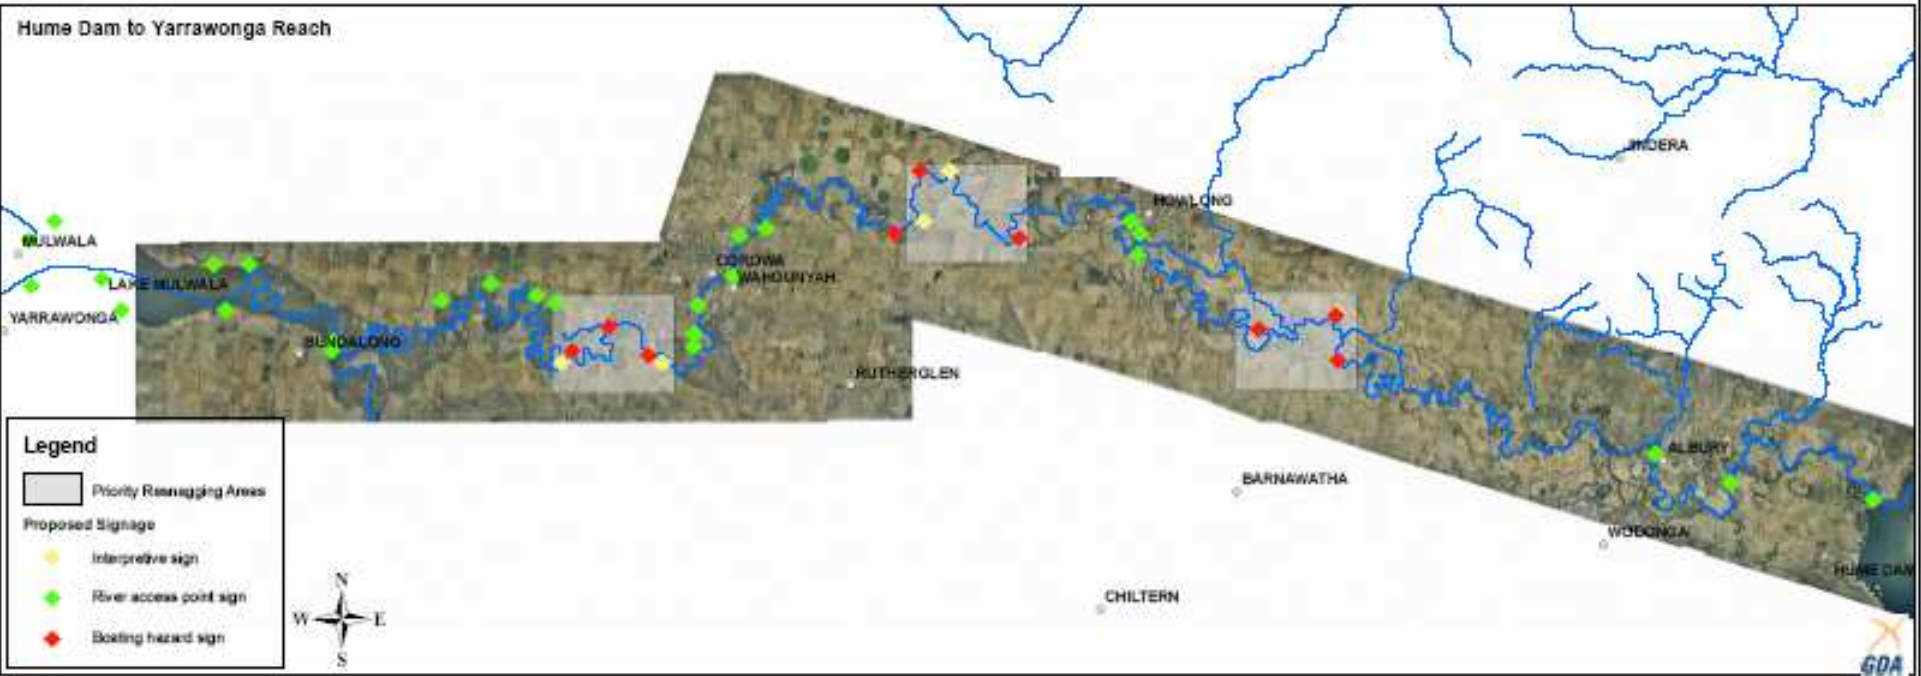 Hume Dam to Yarrawonga Reach
JINDERA
HOWLONG
MULWALA
COROWA
WAHGUNYAH
LAKE MULWALA
YARRAWONGA
BUNDALONG
RUTHERGLEN
ALBURY
BARNAWATHA
WODONGA
HUME DAM
CHILTERN
Legend
Priority Resnagging Areas
Proposed Signage
Interpretive sign
River access point sign
Boating hazard sign
N
W E
S
GDA